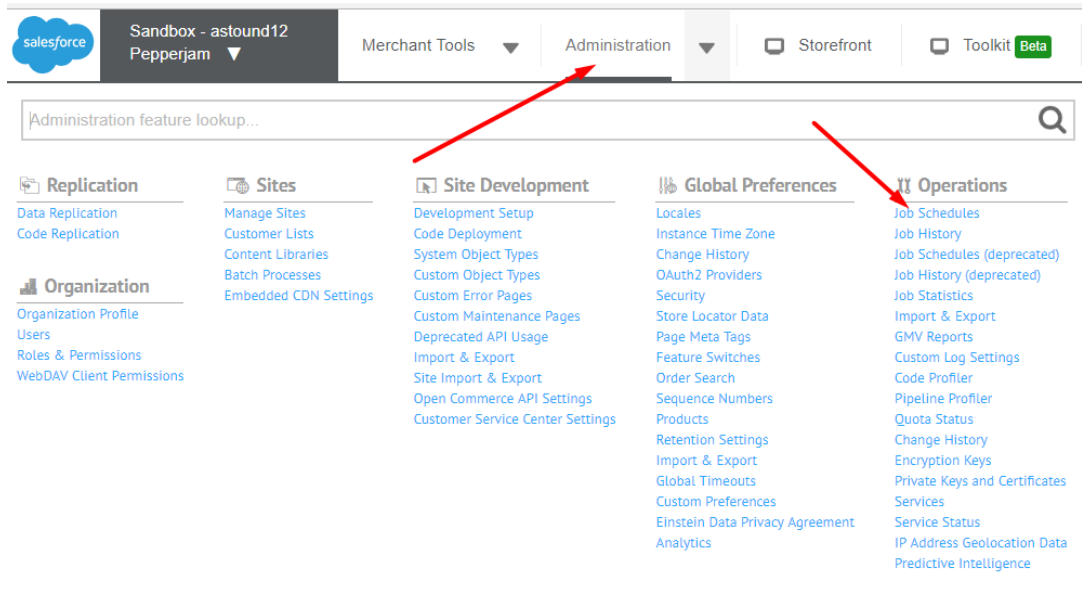 salesforce
Sandbox - astound12
Pepperjam ▼
Merchant Tools
Administration
Storefront
Toolkit Beta
Administration feature lookup...
Replication
Data Replication
Code Replication
Organization
Organization Profile
Users
Roles & Permissions
WebDAV Client Permissions
Sites
Manage Sites
Customer Lists
Content Libraries
Batch Processes
Embedded CDN Settings
Site Development
Development Setup
Code Deployment
System Object Types
Custom Object Types
Custom Error Pages
Custom Maintenance Pages
Deprecated API Usage
Import & Export
Site Import & Export
Open Commerce API Settings
Customer Service Center Settings
Global Preferences
Locales
Instance Time Zone
Change History
OAuth2 Providers
Security
Store Locator Data
Page Meta Tags
Feature Switches
Order Search
Sequence Numbers
Products
Retention Settings
Import & Export
Global Timeouts
Custom Preferences
Einstein Data Privacy Agreement
Analytics
Operations
Job Schedules
Job History
Job Schedules (deprecated)
Job History (deprecated)
Job Statistics
Import & Export
GMV Reports
Custom Log Settings
Code Profiler
Pipeline Profiler
Quota Status
Change History
Encryption Keys
Private Keys and Certificates
Services
Service Status
IP Address Geolocation Data
Predictive Intelligence